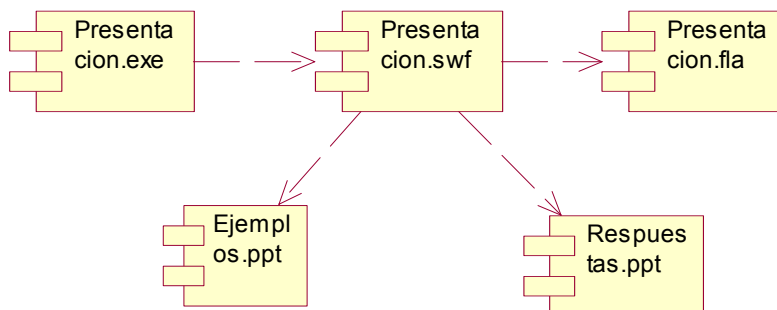 Presenta
cion.exe
Presenta
cion.swf
Presenta
cion.fla
Ejempl
os.ppt
Respues
tas.ppt